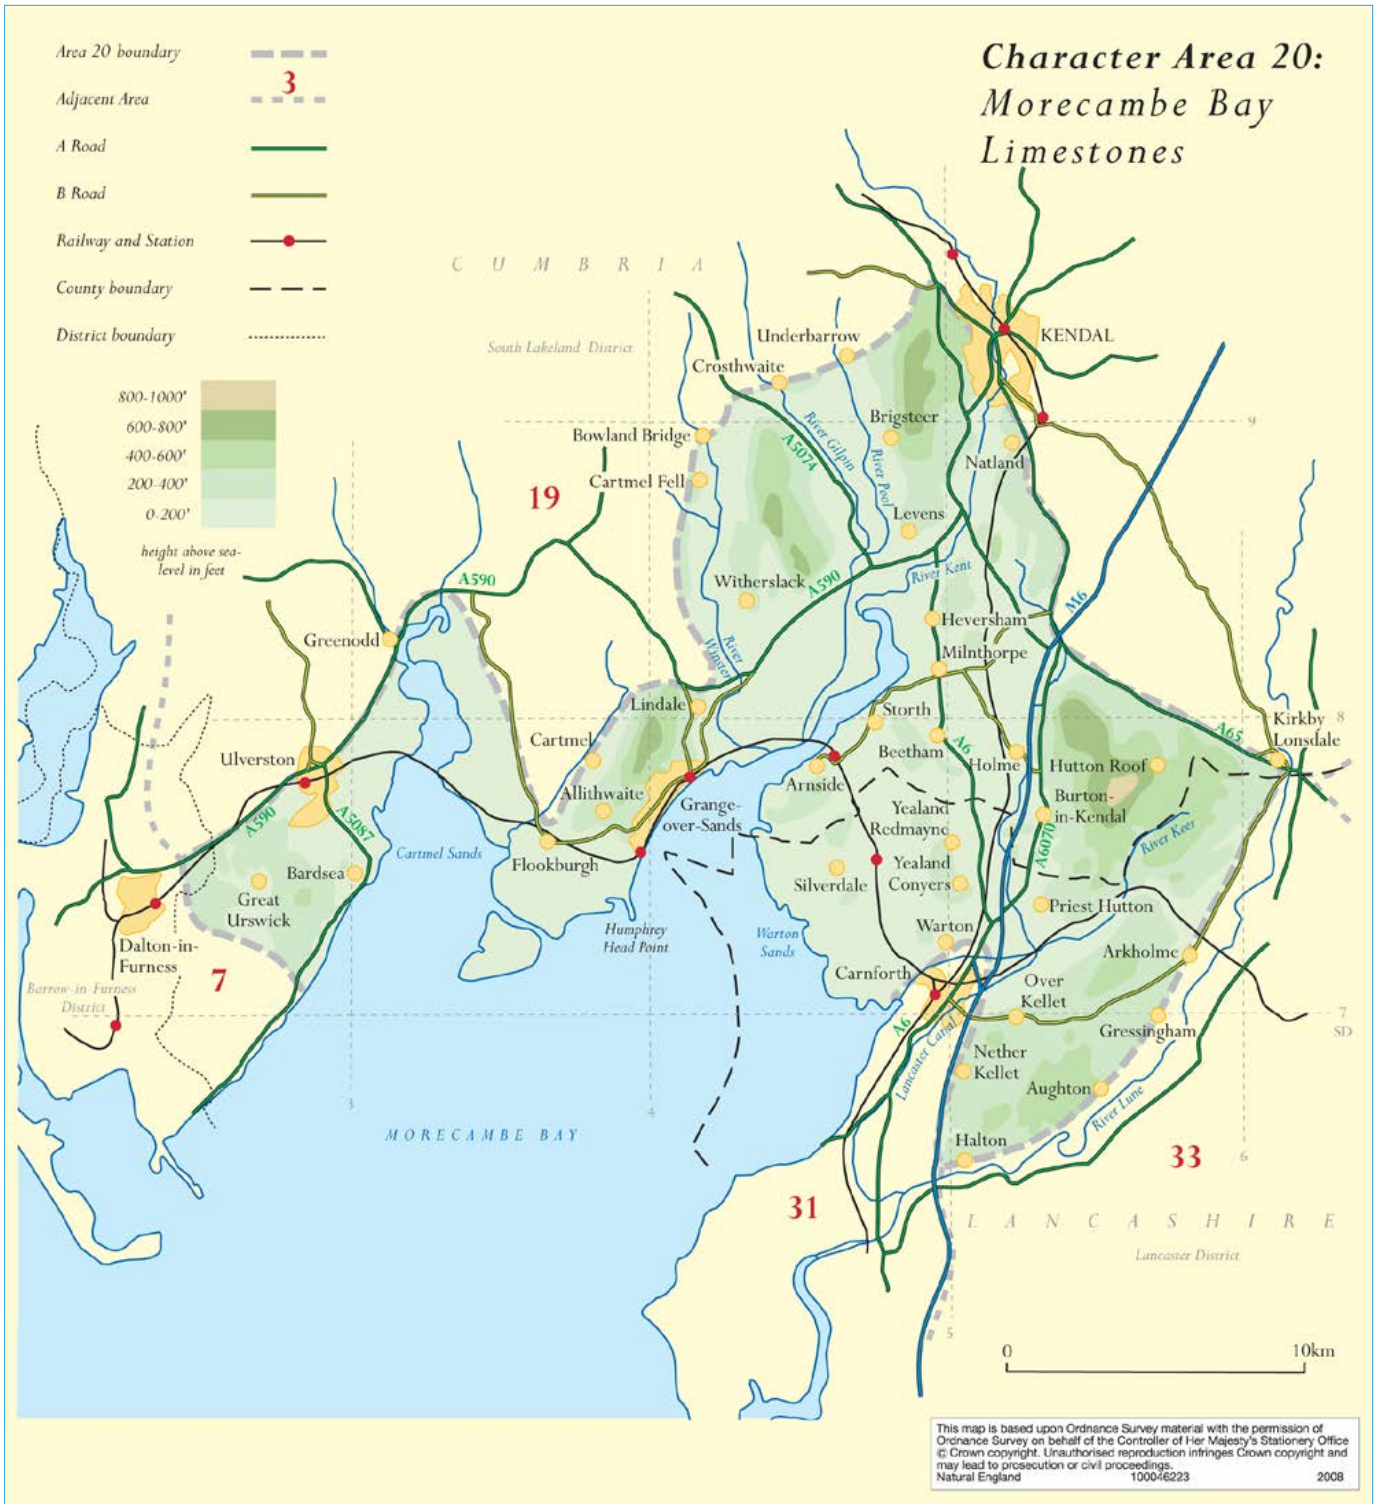 Character Area 20:
Morecambe Bay
Limestones
Area 20 boundary
3
Adjacent Area
A Road
B Road
Railway and Station
County boundary
District boundary
800-1000'
600-800'
400-600'
200-400'
0-200'
height above sea-
level in feet
C U M B R I A
South Lakeland District
Underbarrow
KENDAL
Crosthwaite
Brigsteer
9
Bowland Bridge
A5074
River Gilpin
River Pool
Natland
Cartmel Fell
19
Levens
A590
Witherslack
A590
River Kent
M6
Heversham
Greenodd
River
Winster
Milnthorpe
Lindale
Storth
8
Kirkby
Lonsdale
A65
Cartmel
Beetham
A6
Holme
Hutton Roof
Ulverston
Arnside
Allithwaite
Grange-
over-Sands
Yealand
Redmayne
Burton-
in-Kendal
A590
A5087
River Keer
A6070
Cartmel Sands
Flookburgh
Yealand
Conyers
Silverdale
Bardsea
Great
Urswick
Priest Hutton
Humphrey
Head Point
Warton
Sands
Warton
Dalton-in-
Furness
Arkholme
7
Carnforth
Over
Kellet
Barrow-in-Furness
District
7
SD
A6
Gressingham
Lancaster Canal
Nether
Kellet
Aughton
3
4
River Lune
MORECAMBE BAY
Halton
33
6
31
L A N C A S H I R E
Lancaster District
5
0
10km
This map is based upon Ordnance Survey material with the permission of
Ordnance Survey on behalf of the Controller of Her Majesty's Stationery Office
© Crown copyright. Unauthorised reproduction infringes Crown copyright and
may lead to prosecution or civil proceedings.
Natural England 100046223 2008